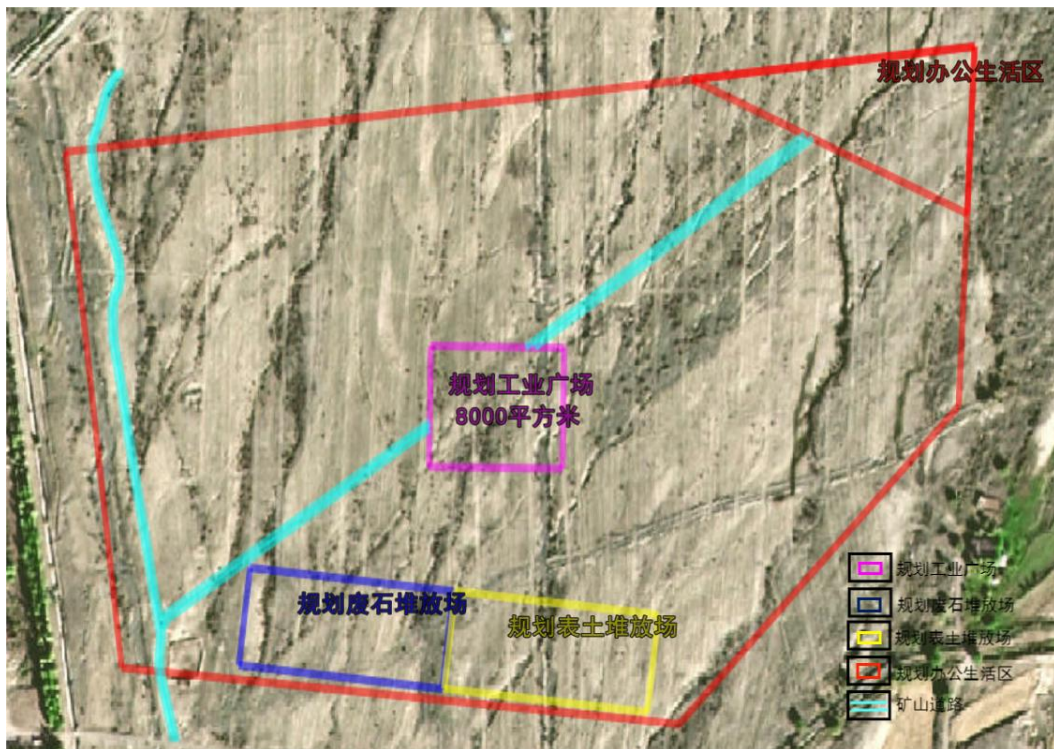 规划办公生活区
规划工业广场
8000平方米
规划废石堆放场
规划表土堆放场
规划工业广场
规划废石堆放场
规划表土堆放场
规划办公生活区
矿山道路